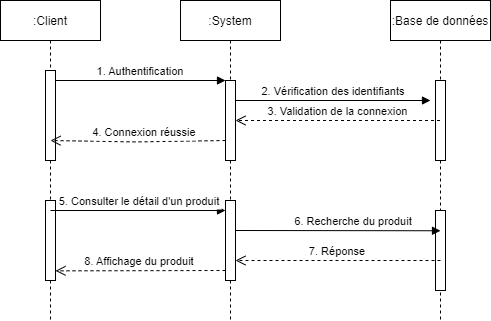 :Client
:System
:Base de données
1. Authentification
2. Vérification des identifiants
3. Validation de la connexion
4. Connexion réussie
5. Consulter le détail d'un produit
6. Recherche du produit
7. Réponse
8. Affichage du produit